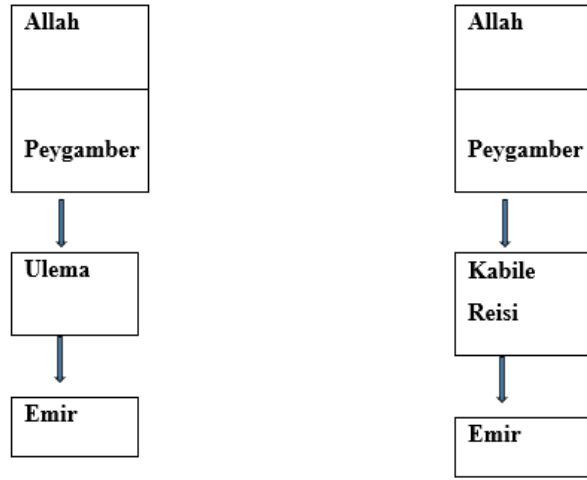 Allah
Peygamber
Ulema
Emir
Allah
Peygamber
Kabile
Reisi
Emir